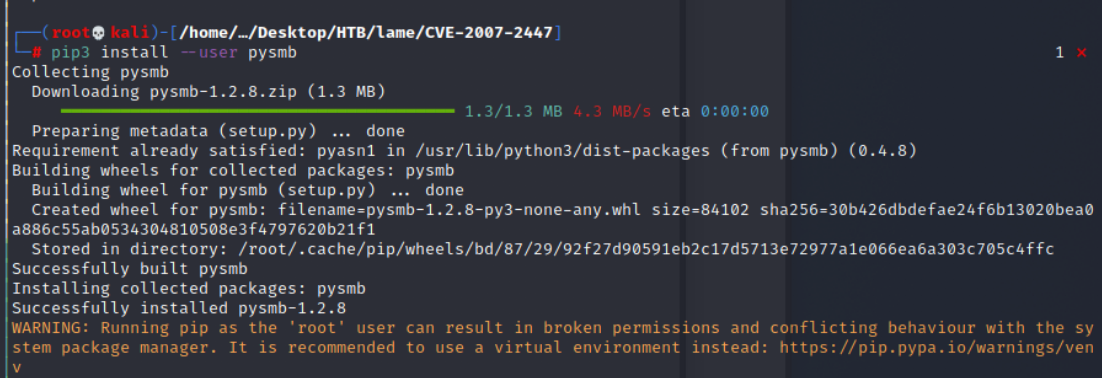 ┌──(root💀kali)-[/home/…/Desktop/HTB/lame/CVE-2007-2447]
└─# pip3 install --user pysmb 1 ⨯
Collecting pysmb
  Downloading pysmb-1.2.8.zip (1.3 MB)
     ━━━━━━━━━━━━━━━━━━━━━━━━━━━━━━━━━━━━━━━━ 1.3/1.3 MB 4.3 MB/s eta 0:00:00
  Preparing metadata (setup.py) ... done
Requirement already satisfied: pyasn1 in /usr/lib/python3/dist-packages (from pysmb) (0.4.8)
Building wheels for collected packages: pysmb
  Building wheel for pysmb (setup.py) ... done
  Created wheel for pysmb: filename=pysmb-1.2.8-py3-none-any.whl size=84102 sha256=30b426dbdefae24f6b13020bea0
a886c55ab0534304810508e3f4797620b21f1
  Stored in directory: /root/.cache/pip/wheels/bd/87/29/92f27d90591eb2c17d5713e72977a1e066ea6a303c705c4ffc
Successfully built pysmb
Installing collected packages: pysmb
Successfully installed pysmb-1.2.8
WARNING: Running pip as the 'root' user can result in broken permissions and conflicting behaviour with the sy
stem package manager. It is recommended to use a virtual environment instead: https://pip.pypa.io/warnings/ven
v